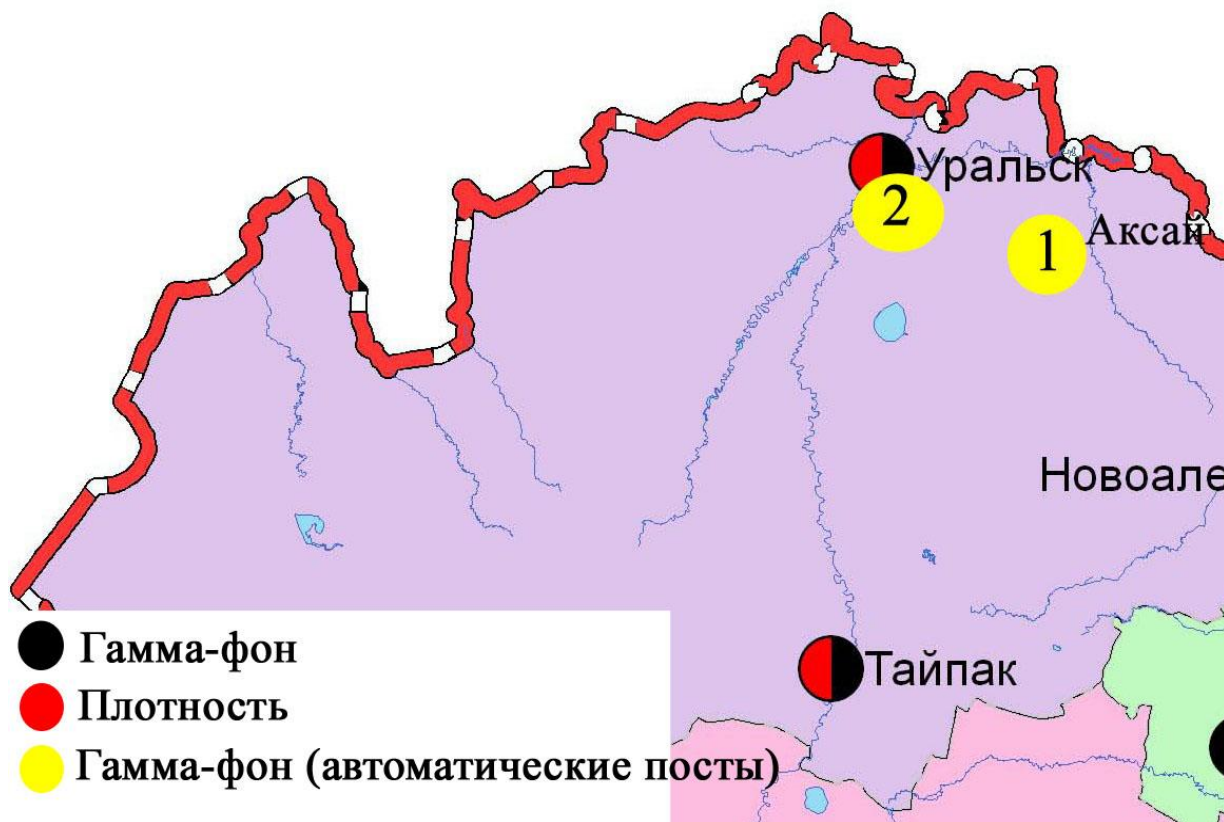 Уральск
2
1
Аксай
Новоале
Тайпак
Гамма-фон
Плотность
Гамма-фон (автоматические посты)